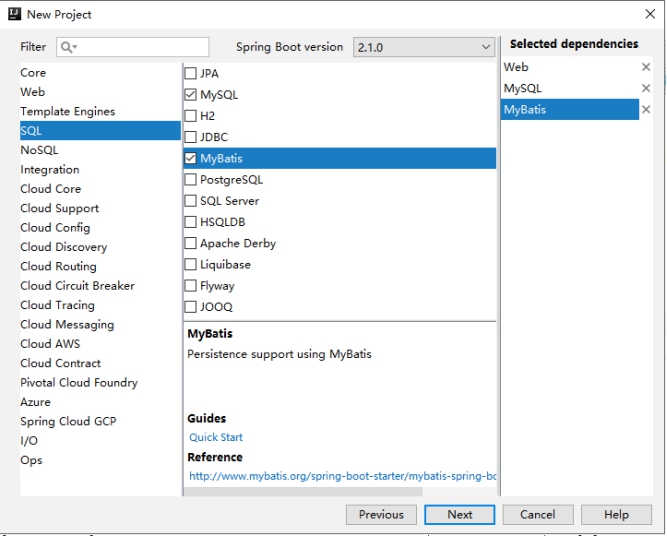 New Project
Filter
Spring Boot version 2.1.0
Selected dependencies
Core
Web
Template Engines
SQL
NoSQL
Integration
Cloud Core
Cloud Support
Cloud Config
Cloud Discovery
Cloud Routing
Cloud Circuit Breaker
Cloud Tracing
Cloud Messaging
Cloud AWS
Cloud Contract
Pivotal Cloud Foundry
Azure
Spring Cloud GCP
I/O
Ops
JPA
MySQL
H2
JDBC
MyBatis
PostgreSQL
SQL Server
HSQLDB
Apache Derby
Liquibase
Flyway
JOOQ
MyBatis
Persistence support using MyBatis
Guides
Quick Start
Reference
http://www.mybatis.org/spring-boot-starter/mybatis-spring-bo
Web
MySQL
MyBatis
Previous
Next
Cancel
Help